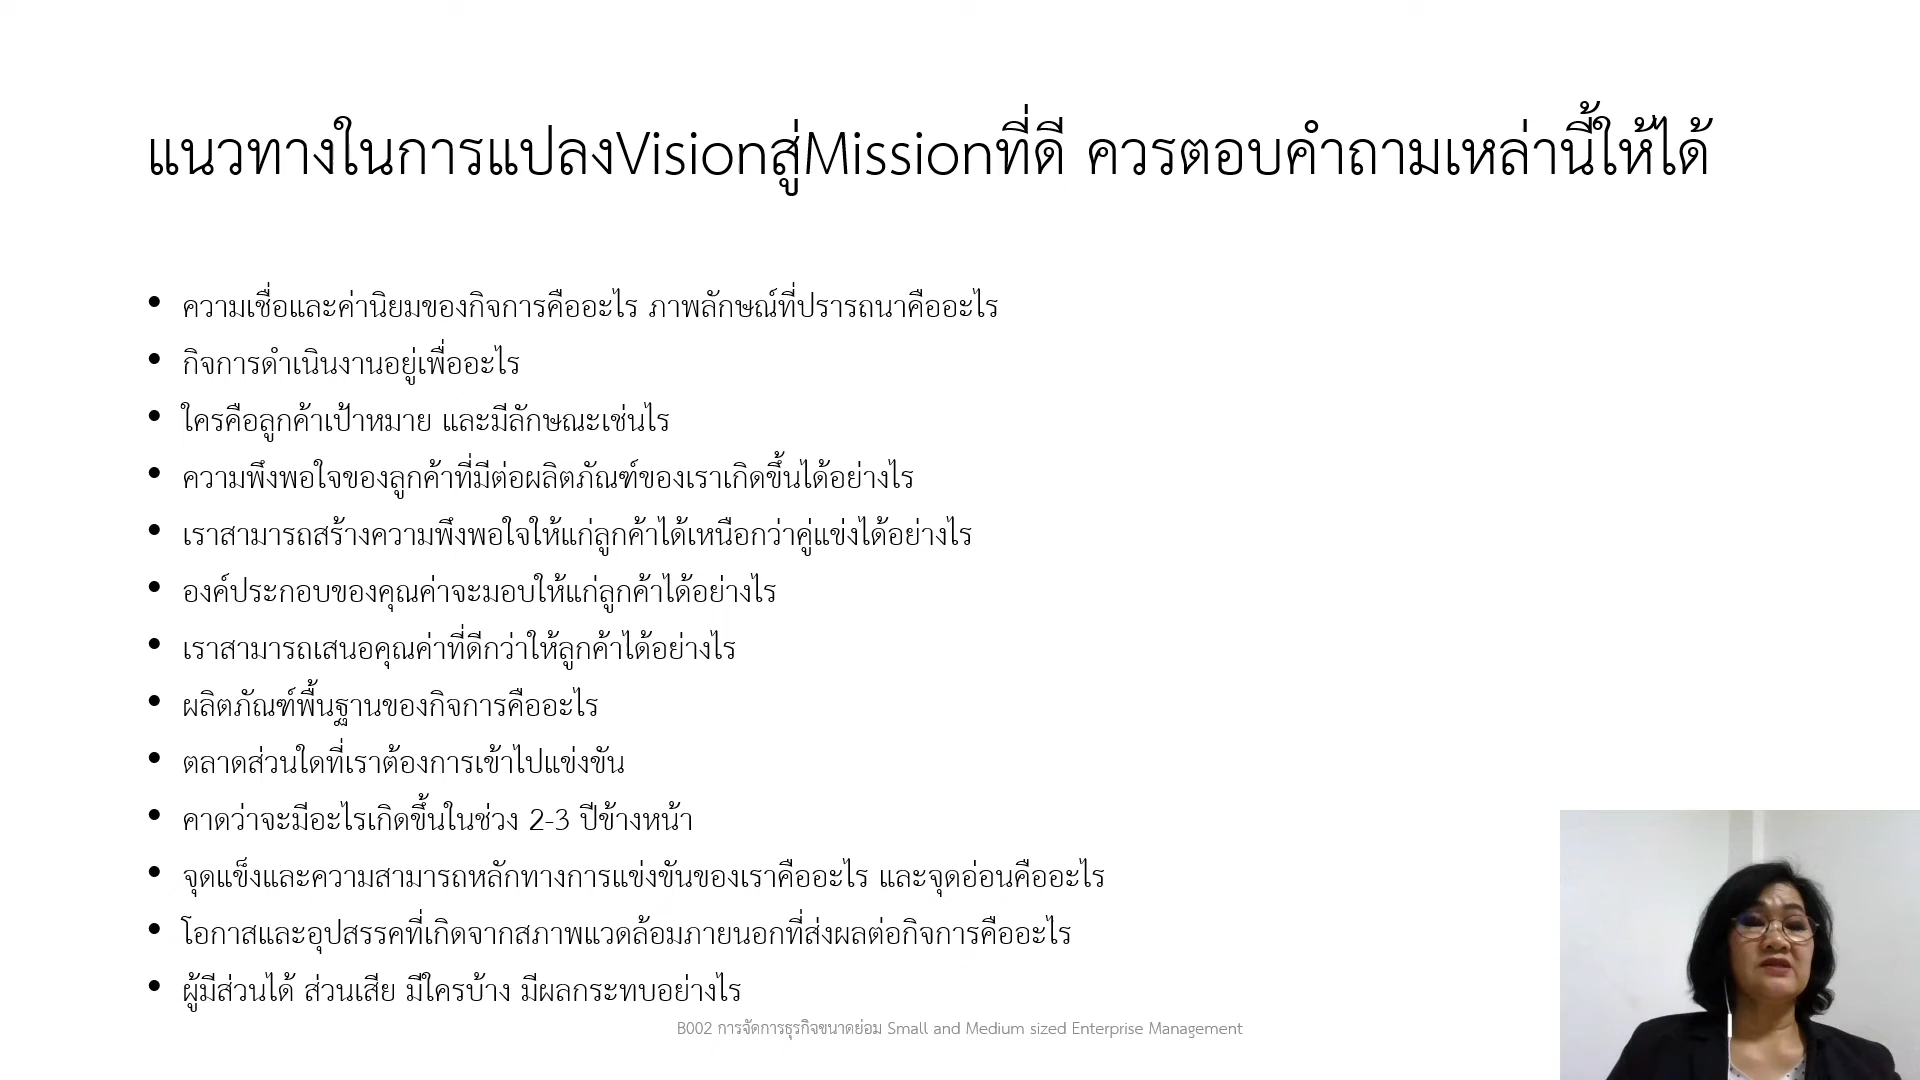 แนวทางในการแปลงVisionสู่Missionที่ดี ควรตอบคำถามเหล่านี้ให้ได้
• ความเชื่อและค่านิยมของกิจการคืออะไร ภาพลักษณ์ที่ปรารถนาคืออะไร
• กิจการดำเนินงานอยู่เพื่ออะไร
• ใครคือลูกค้าเป้าหมาย และมีลักษณะเช่นไร
• ความพึงพอใจของลูกค้าที่มีต่อผลิตภัณฑ์ของเราเกิดขึ้นได้อย่างไร
• เราสามารถสร้างความพึงพอใจให้แก่ลูกค้าได้เหนือกว่าคู่แข่งได้อย่างไร
• องค์ประกอบของคุณค่าจะมอบให้แก่ลูกค้าได้อย่างไร
• เราสามารถเสนอคุณค่าที่ดีกว่าให้ลูกค้าได้อย่างไร
• ผลิตภัณฑ์พื้นฐานของกิจการคืออะไร
• ตลาดส่วนใดที่เราต้องการเข้าไปแข่งขัน
• คาดว่าจะมีอะไรเกิดขึ้นในช่วง 2-3 ปีข้างหน้า
• จุดแข็งและความสามารถหลักทางการแข่งขันของเราคืออะไร และจุดอ่อนคืออะไร
• โอกาสและอุปสรรคที่เกิดจากสภาพแวดล้อมภายนอกที่ส่งผลต่อกิจการคืออะไร
• ผู้มีส่วนได้ ส่วนเสีย มีใครบ้าง มีผลกระทบอย่างไร
B002 การจัดการธุรกิจขนาดย่อม Small and Medium sized Enterprise Management